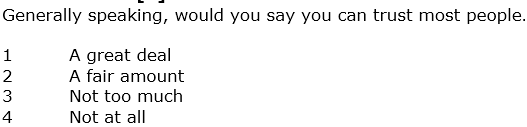 Generally speaking, would you say you can trust most people.
1 A great deal
2 A fair amount
3 Not too much
4 Not at all